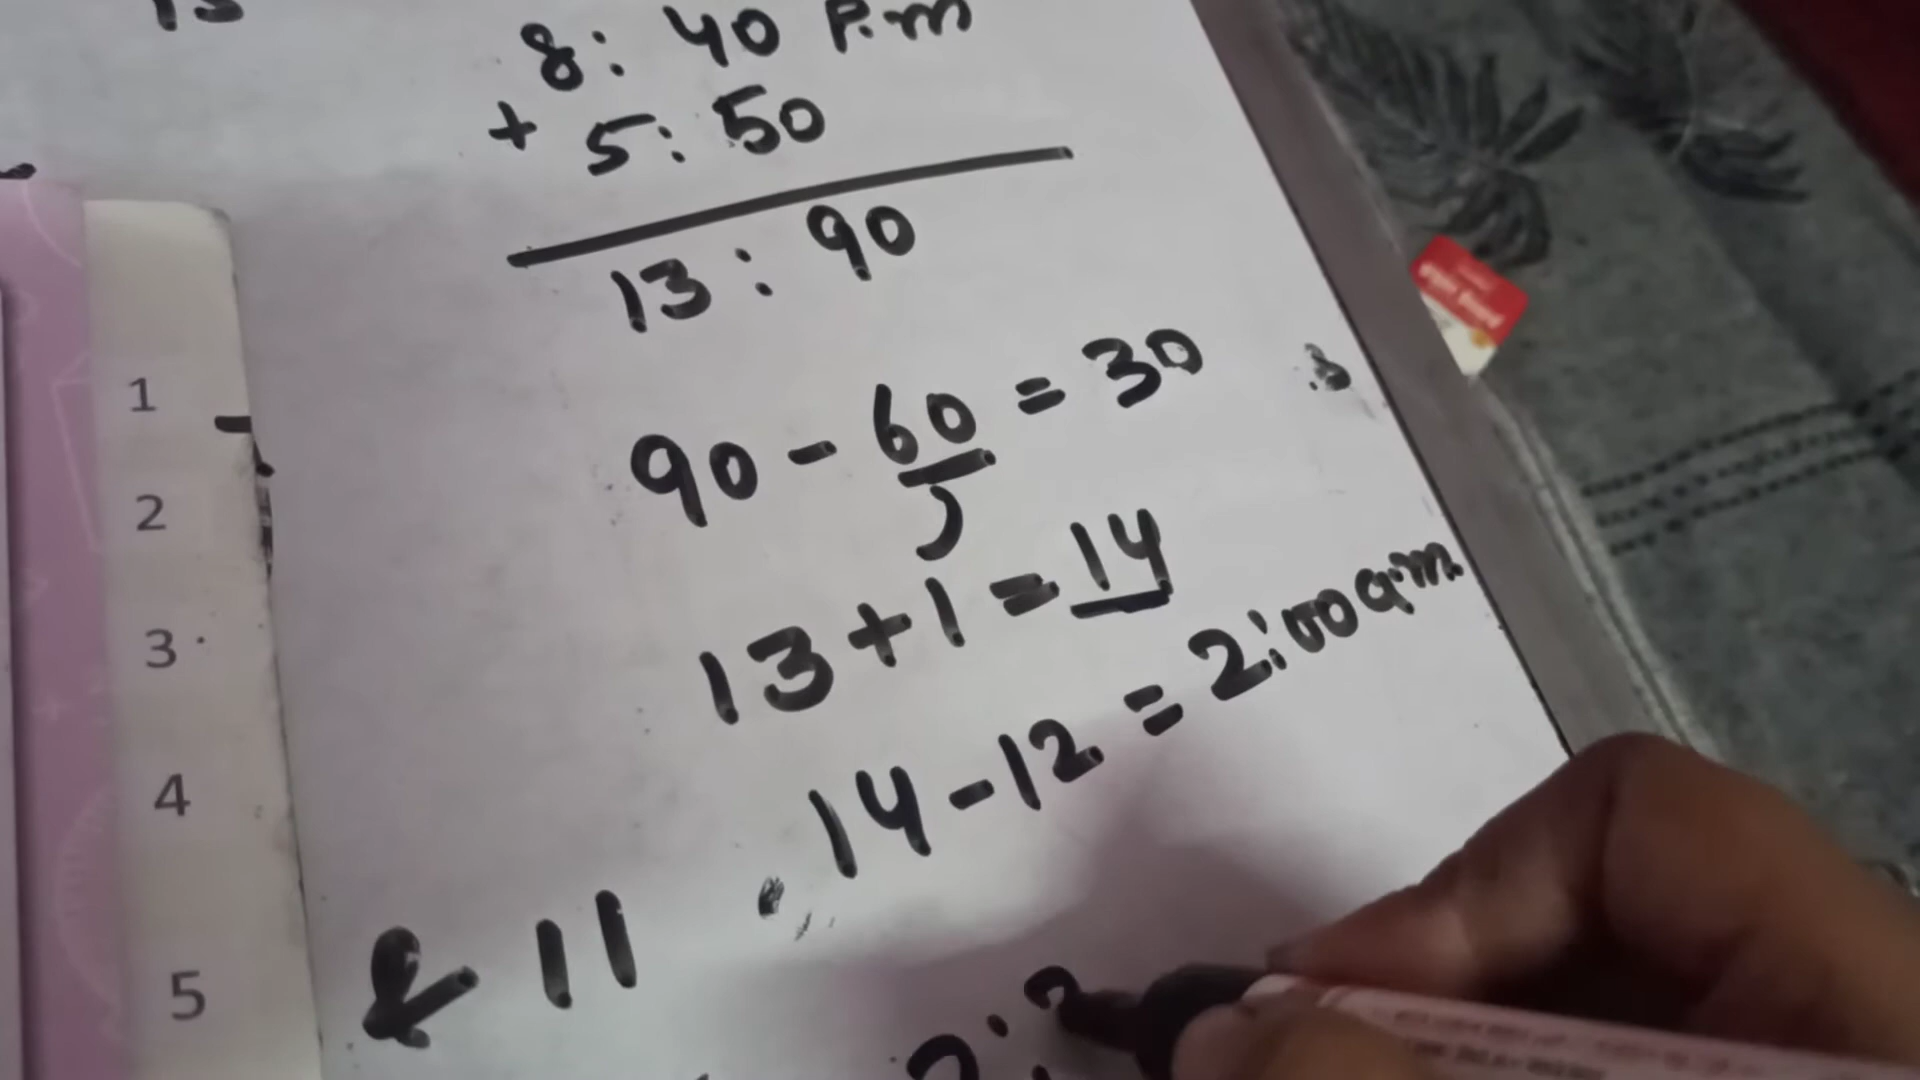 8: 40 P.m
+ 5: 50
13 : 90
90 - 60 = 30
13 + 1 = 14
14 - 12 = 2:00 a.m.
& 11
1
2
3
4
5